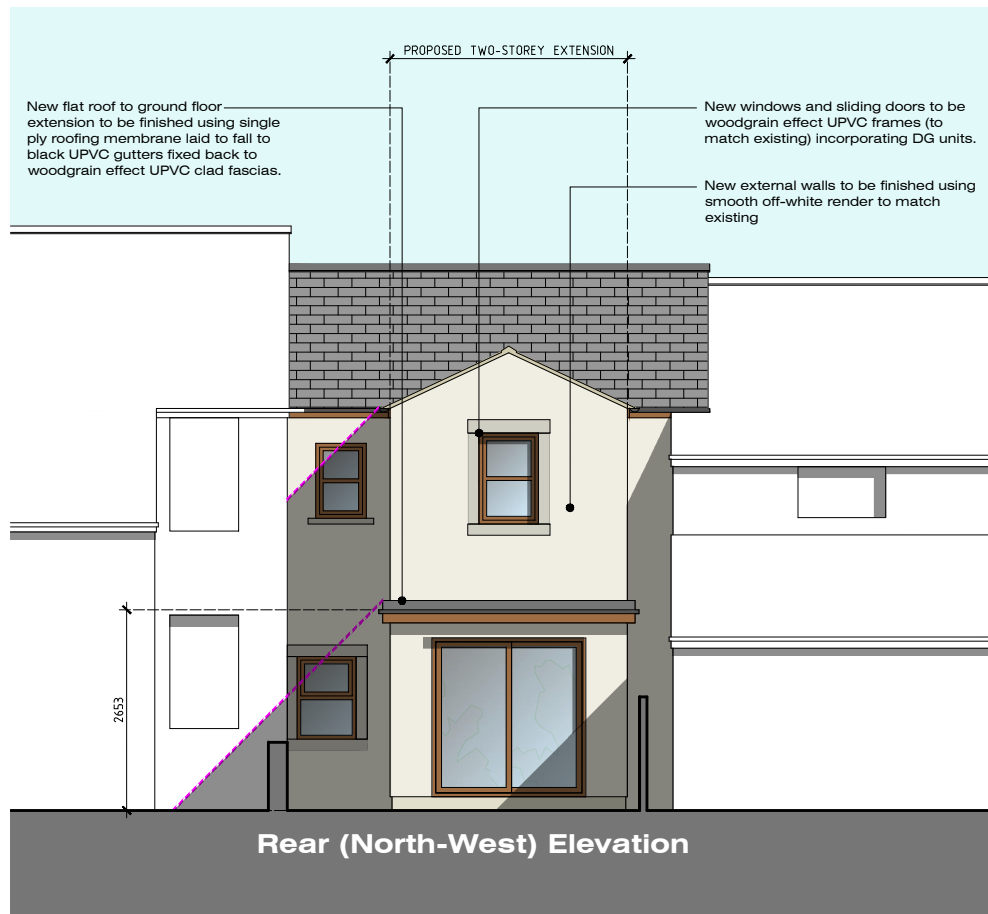 PROPOSED TWO-STOREY EXTENSION
New flat roof to ground floor
extension to be finished using single
ply roofing membrane laid to fall to
black UPVC gutters fixed back to
woodgrain effect UPVC clad fascias.
New windows and sliding doors to be
woodgrain effect UPVC frames (to
match existing) incorporating DG units.
New external walls to be finished using
smooth off-white render to match
existing
2653
Rear (North-West) Elevation